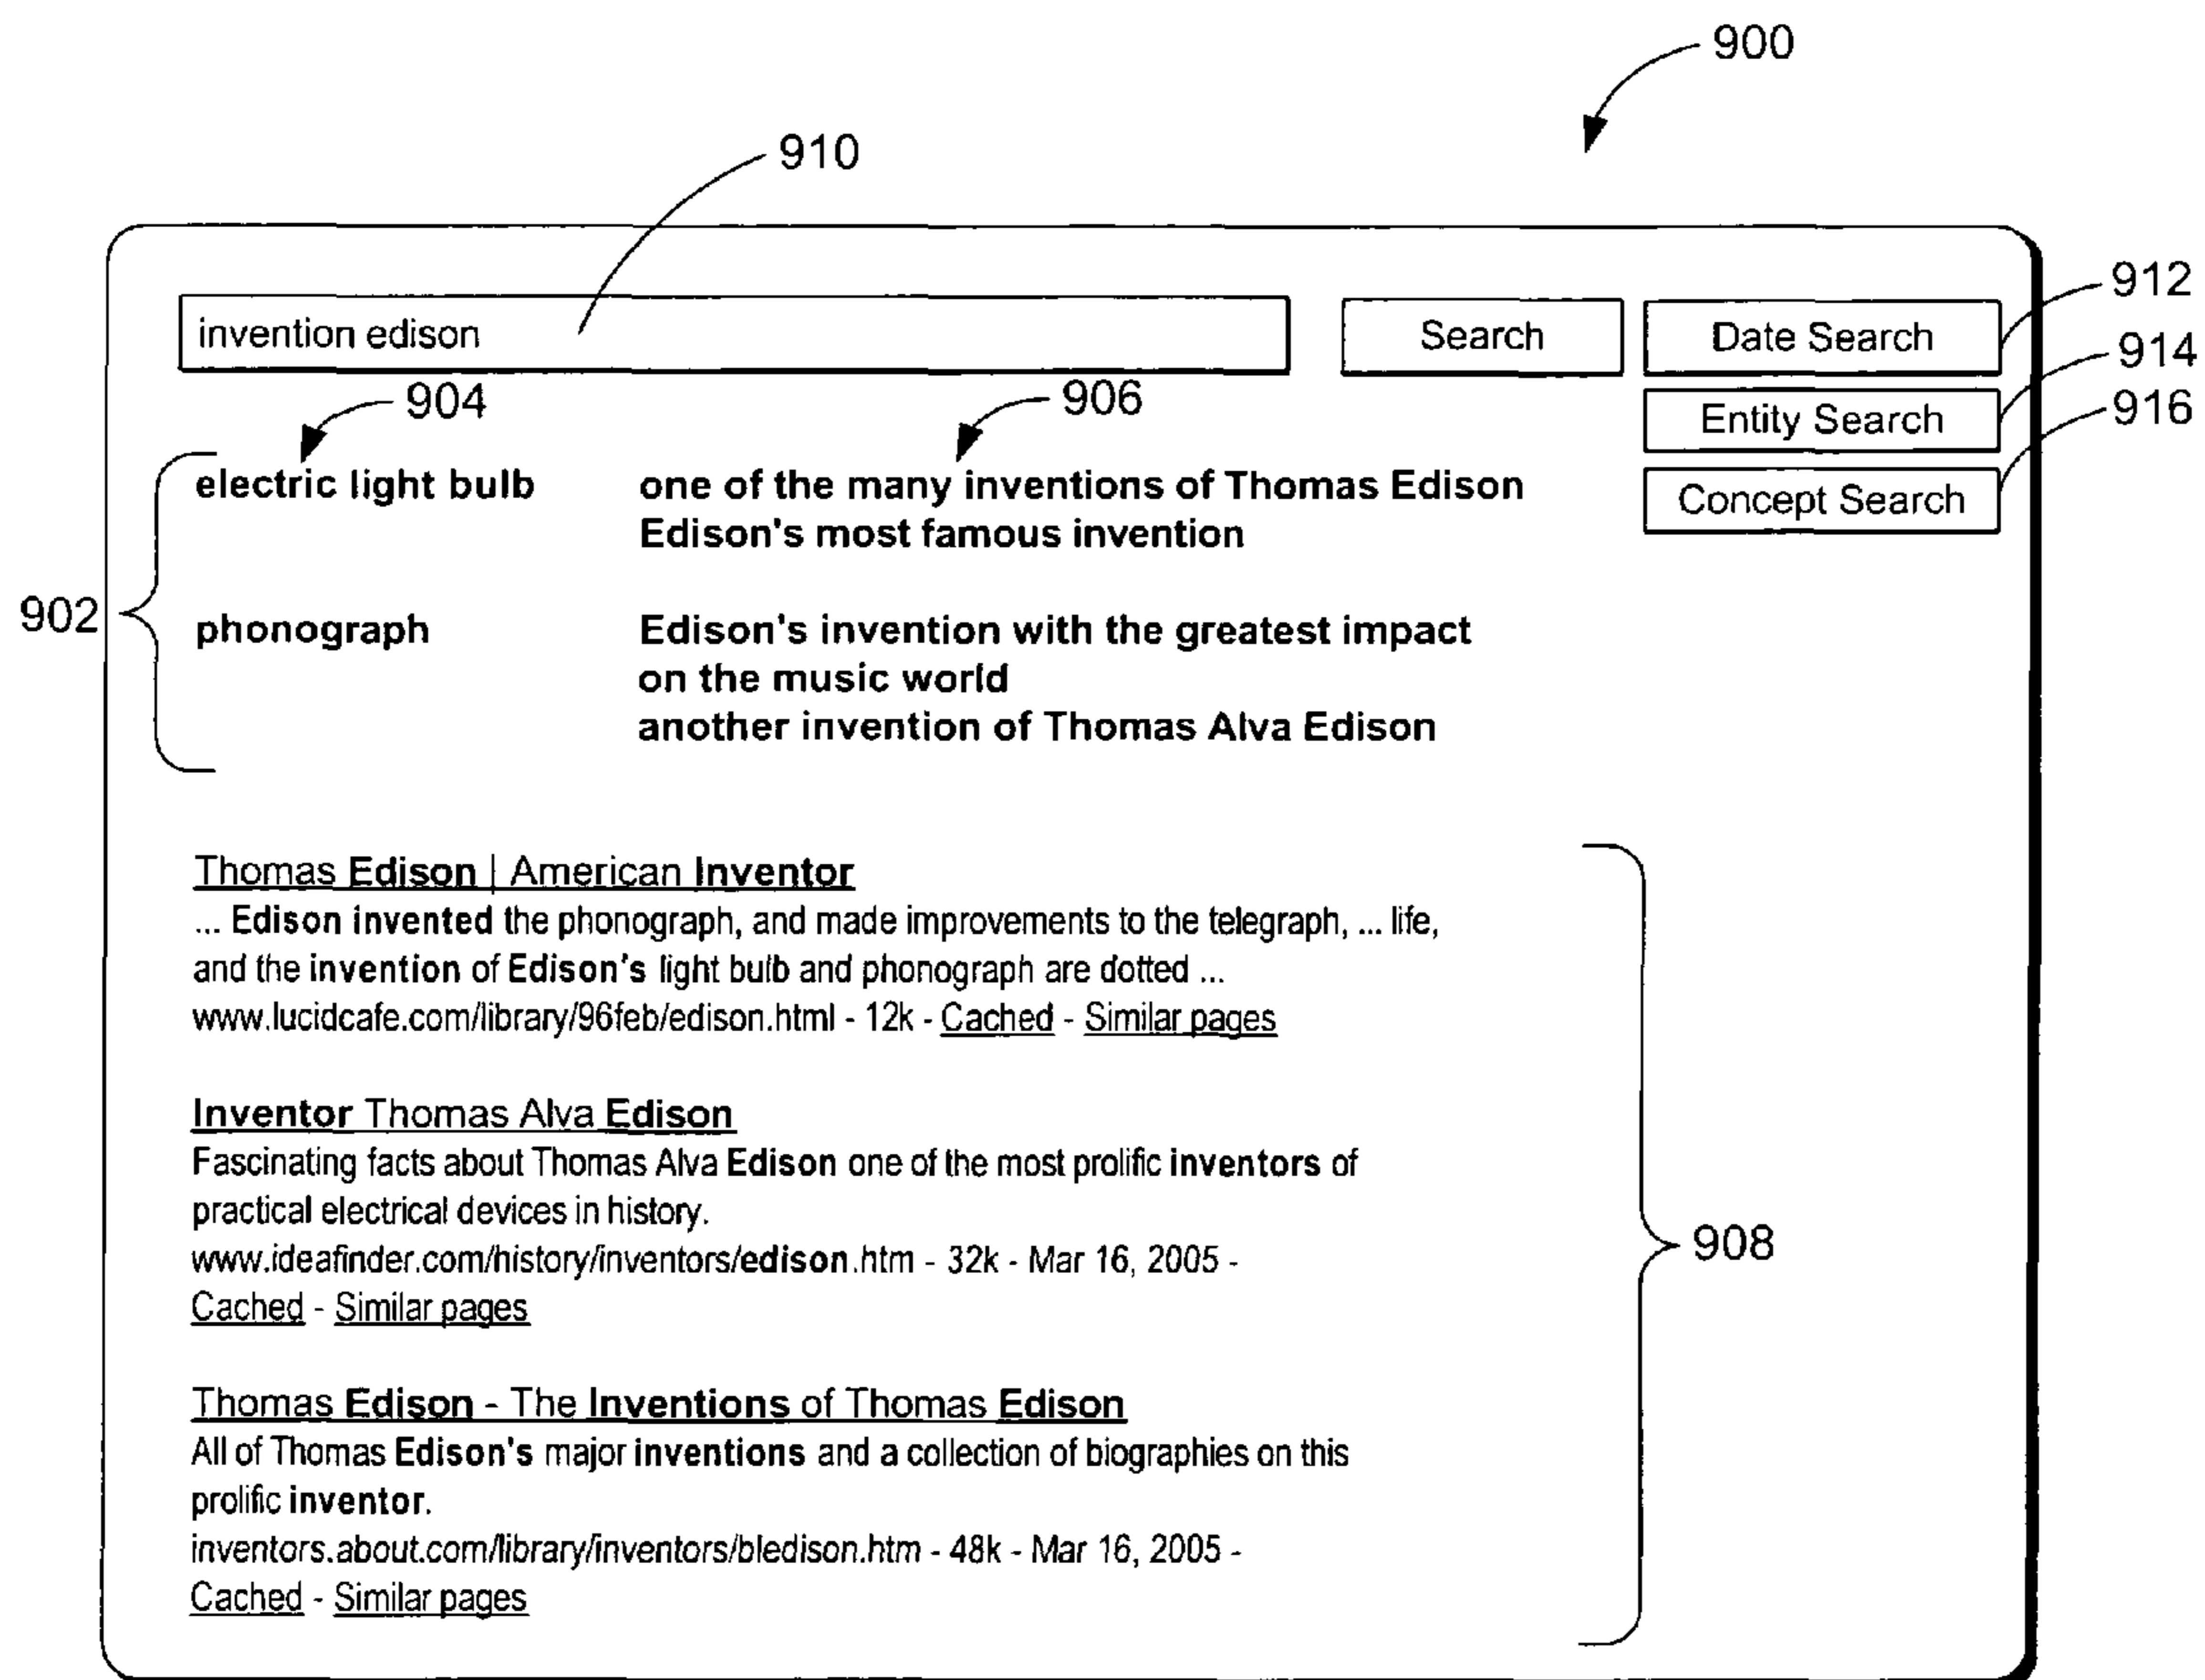 900
910
invention edison
Search
Date Search
912
Entity Search
914
Concept Search
916
904
906
902
electric light bulb
one of the many inventions of Thomas Edison
Edison's most famous invention
phonograph
Edison's invention with the greatest impact
on the music world
another invention of Thomas Alva Edison
Thomas Edison | American Inventor
... Edison invented the phonograph, and made improvements to the telegraph, ... life,
and the invention of Edison's light bulb and phonograph are dotted ...
www.lucidcafe.com/library/96feb/edison.html - 12k - Cached - Similar pages
Inventor Thomas Alva Edison
Fascinating facts about Thomas Alva Edison one of the most prolific inventors of
practical electrical devices in history.
www.ideafinder.com/history/inventors/edison.htm - 32k - Mar 16, 2005 -
Cached - Similar pages
908
Thomas Edison - The Inventions of Thomas Edison
All of Thomas Edison's major inventions and a collection of biographies on this
prolific inventor.
inventors.about.com/library/inventors/bledison.htm - 48k - Mar 16, 2005 -
Cached - Similar pages